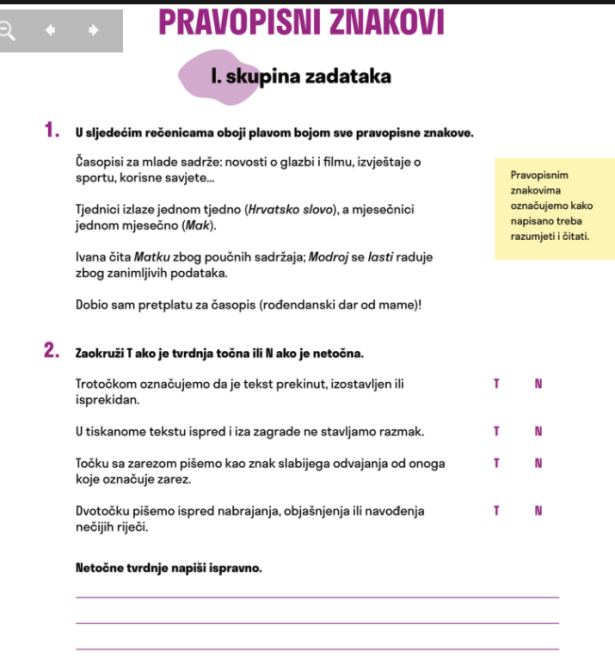 PRAVOPISNI ZNAKOVI
I. skupina zadataka
1. U sljedećim rečenicama oboji plavom bojom sve pravopisne znakove.
Časopisi za mlade sadrže: novosti o glazbi i filmu, izvještaje o
sportu, korisne savjete...
Tjednici izlaze jednom tjedno (Hrvatsko slovo), a mjesečnici
jednom mjesečno (Mak).
Ivana čita Matku zbog poučnih sadržaja; Modroj se lasti raduje
zbog zanimljivih podataka.
Dobio sam pretplatu za časopis (rođendanski dar od mame)!
Pravopisnim
znakovima
označujemo kako
napisano treba
razumjeti i čitati.
2. Zaokruži T ako je tvrdnja točna ili N ako je netočna.
Trotočkom označujemo da je tekst prekinut, izostavljen ili
isprekidan.
T N
U tiskanome tekstu ispred i iza zagrade ne stavljamo razmak.
T N
Točku sa zarezom pišemo kao znak slabijega odvajanja od onoga
koje označuje zarez.
T N
Dvotočku pišemo ispred nabrajanja, objašnjenja ili navođenja
nečijih riječi.
T N
Netočne tvrdnje napiši ispravno.